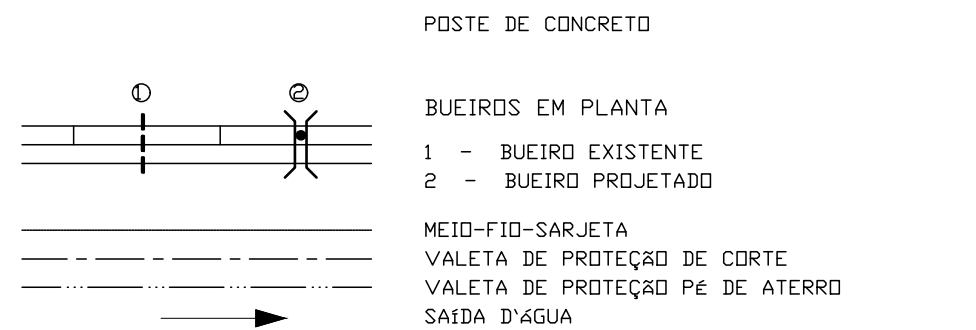 POSTE DE CONCRETO
1 2
BUEIROS EM PLANTA
1 - BUEIRO EXISTENTE
2 - BUEIRO PROJETADO
MEIO-FIO-SARJETA
VALETA DE PROTEÇÃO DE CORTE
VALETA DE PROTEÇÃO PÉ DE ATERRO
SAÍDA D'ÁGUA